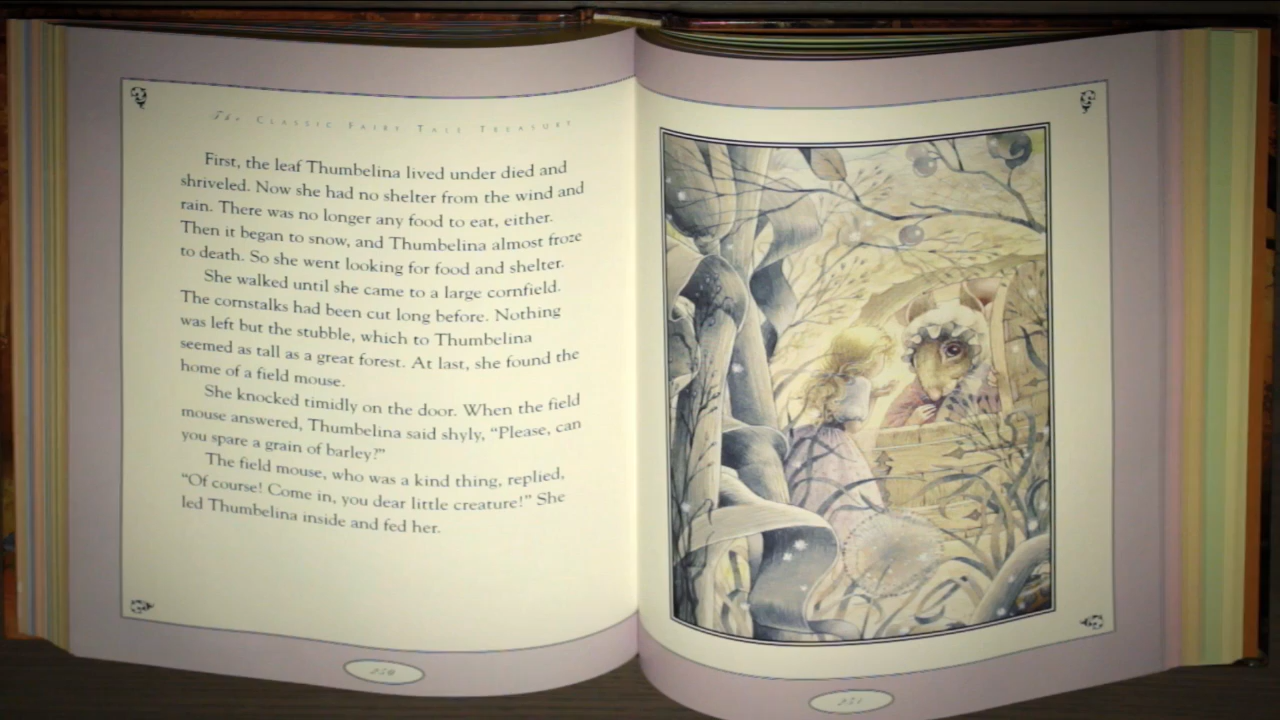 The Classic Fairy Tale Treasury
First, the leaf Thumbelina lived under died and
shriveled. Now she had no shelter from the wind and
rain. There was no longer any food to eat, either.
Then it began to snow, and Thumbelina almost froze
to death. So she went looking for food and shelter.
She walked until she came to a large cornfield.
The cornstalks had been cut long before. Nothing
was left but the stubble, which to Thumbelina
seemed as tall as a great forest. At last, she found the
home of a field mouse.
She knocked timidly on the door. When the field
mouse answered, Thumbelina said shyly, “Please, can
you spare a grain of barley?”
The field mouse, who was a kind thing, replied,
“Of course! Come in, you dear little creature!” She
led Thumbelina inside and fed her.